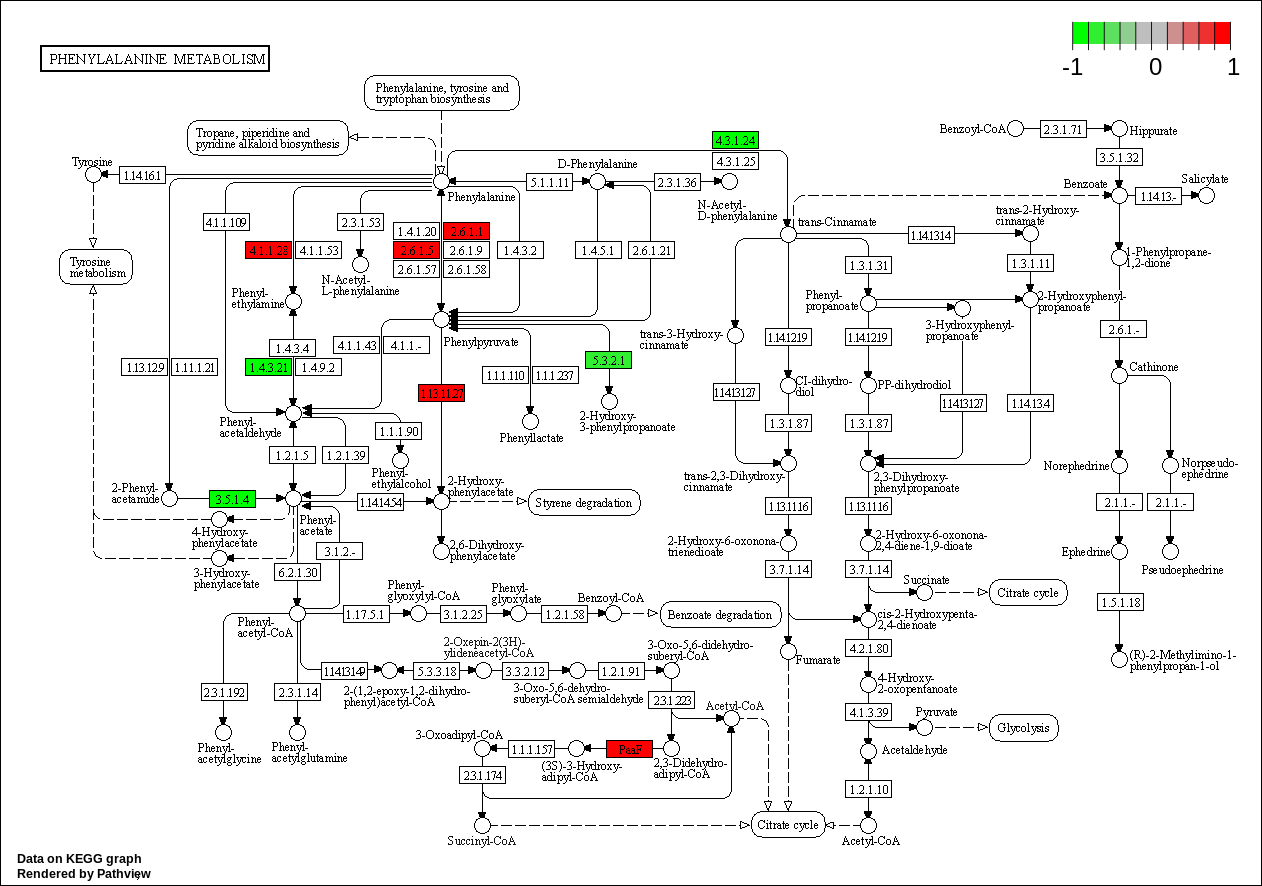 PHENYLALANINE METABOLISM
-1
0
1
Phenylalanine, tyrosine and
tryptophan biosynthesis
Tropane, piperidine and
pyridine alkaloid biosynthesis
Tyrosine
1.14.16.1
Tyrosine
metabolism
Phenylalanine
D-Phenylalanine
5.1.1.11
2.3.1.36
N-Acetyl-
D-phenylalanine
4.3.1.24
4.3.1.25
4.1.1.109
4.1.1.28
4.1.1.53
2.3.1.53
N-Acetyl-
L-phenylalanine
1.4.1.20
2.6.1.1
2.6.1.5
2.6.1.9
2.6.1.57
2.6.1.58
1.4.3.2
1.4.5.1
2.6.1.21
Phenyl-
ethylamine
1.4.3.4
1.4.3.21
1.4.9.2
1.13.12.9
1.11.1.21
4.1.1.43
4.1.1.-
Phenylpyruvate
5.3.2.1
1.1.1.110
1.1.1.237
2-Hydroxy-
3-phenylpropanoate
Phenyllactate
1.13.11.27
Phenyl-
acetaldehyde
1.1.1.90
Phenyl-
ethylalcohol
1.2.1.5
1.2.1.39
2-Phenyl-
acetamide
3.5.1.4
Phenyl-
acetate
1.14.14.54
2-Hydroxy-
phenylacetate
Styrene degradation
4-Hydroxy-
phenylacetate
3-Hydroxy-
phenylacetate
2,6-Dihydroxy-
phenylacetate
3.1.2.-
6.2.1.30
Phenyl-
acetyl-CoA
1.17.5.1
Phenyl-
glyoxylyl-CoA
3.1.2.25
Phenyl-
glyoxylate
1.2.1.58
Benzoyl-CoA
Benzoate degradation
1.14.13.149
2-(1,2-epoxy-1,2-dihydro-
phenyl)acetyl-CoA
5.3.3.18
2-Oxepin-2(3H)-
ylideneacetyl-CoA
3.3.2.12
3-Oxo-5,6-dehydro-
suberyl-CoA semialdehyde
1.2.1.91
3-Oxo-5,6-didehydro-
suberyl-CoA
2.3.1.223
2.3.1.192
2.3.1.14
Phenyl-
acetylglycine
Phenyl-
acetylglutamine
Acetyl-CoA
3-Oxoadipyl-CoA
1.1.1.157
(3S)-3-Hydroxy-
adipyl-CoA
PaaF
2,3-Didehydro-
adipyl-CoA
2.3.1.174
Succinyl-CoA
Citrate cycle
Acetyl-CoA
Benzoyl-CoA
2.3.1.71
Hippurate
3.5.1.32
Benzoate
1.14.13.-
Salicylate
trans-Cinnamate
1.14.13.14
trans-2-Hydroxy-
cinnamate
1.3.1.31
1.3.1.11
1-Phenylpropane-
1,2-dione
Phenyl-
propanoate
2-Hydroxyphenyl-
propanoate
3-Hydroxyphenyl-
propanoate
trans-3-Hydroxy-
cinnamate
1.14.12.19
1.14.12.19
2.6.1.-
Cathinone
CI-dihydro-
diol
PP-dihydrodiol
1.14.13.127
1.14.13.127
1.14.13.4
1.3.1.87
1.3.1.87
trans-2,3-Dihydroxy-
cinnamate
2,3-Dihydroxy-
phenylpropanoate
Norephedrine
Norpseudo-
ephedrine
1.13.11.16
1.13.11.16
2.1.1.-
2.1.1.-
2-Hydroxy-6-oxonona-
trienedioate
2-Hydroxy-6-oxonona-
2,4-diene-1,9-dioate
Ephedrine
Pseudoephedrine
3.7.1.14
3.7.1.14
Succinate
Citrate cycle
1.5.1.18
cis-2-Hydroxypenta-
2,4-dienoate
4.2.1.80
Fumarate
(R)-2-Methylimino-1-
phenylpropan-1-ol
4-Hydroxy-
2-oxopentanoate
4.1.3.39
Pyruvate
Glycolysis
Acetaldehyde
1.2.1.10
Data on KEGG graph
Rendered by Pathview